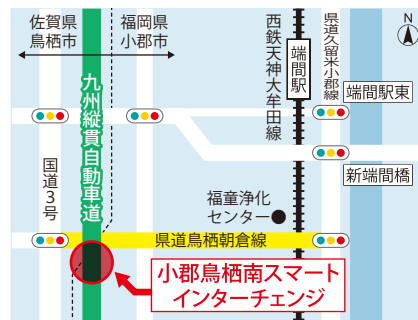 佐賀県
鳥栖市
福岡県
小郡市
N
西鉄天神大牟田線
端間駅
県道久留米小郡線
端間駅東
九州縦貫自動車道
国道3号
新端間橋
福童浄化
センター
県道鳥栖朝倉線
小郡鳥栖南スマート
インターチェンジ